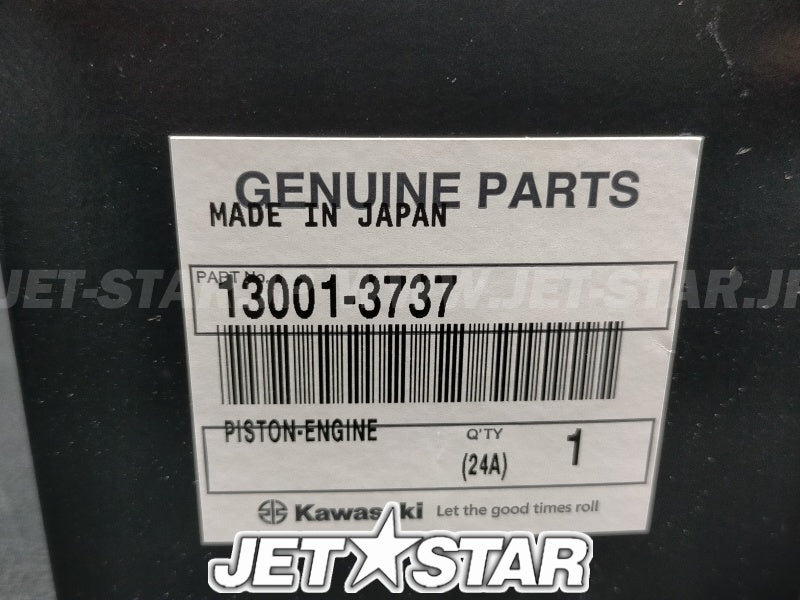 GENUINE PARTS
MADE IN JAPAN
PART No.
13001-3737
PISTON-ENGINE
Q'TY
(24A) 1
Kawasaki Let the good times roll
JET-STAR WWW.JET-STAR.JP
JET★STAR